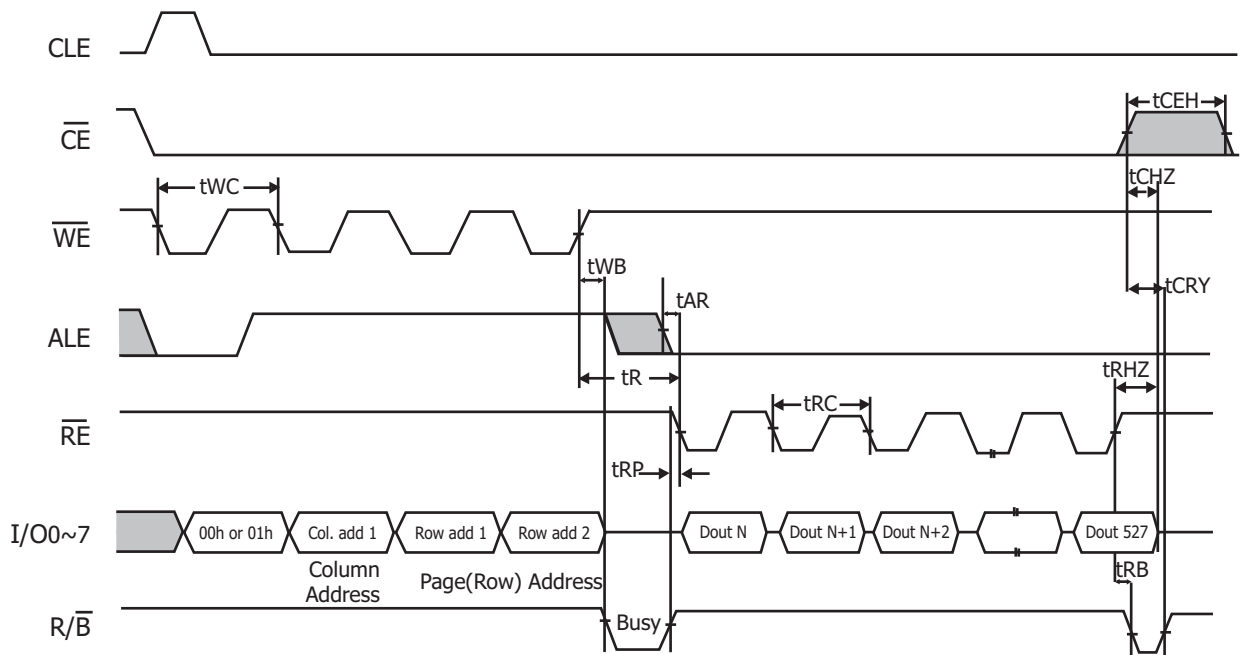 CLE
tCEH
CE
tCHZ
tWC
WE
tWB
tCRY
tAR
ALE
tR
tRHZ
tRC
RE
tRP
I/O0~7
00h or 01h
Col. add 1
Row add 1
Row add 2
Dout N
Dout N+1
Dout N+2
Dout 527
Column
Address
Page(Row) Address
tRB
R/B
Busy